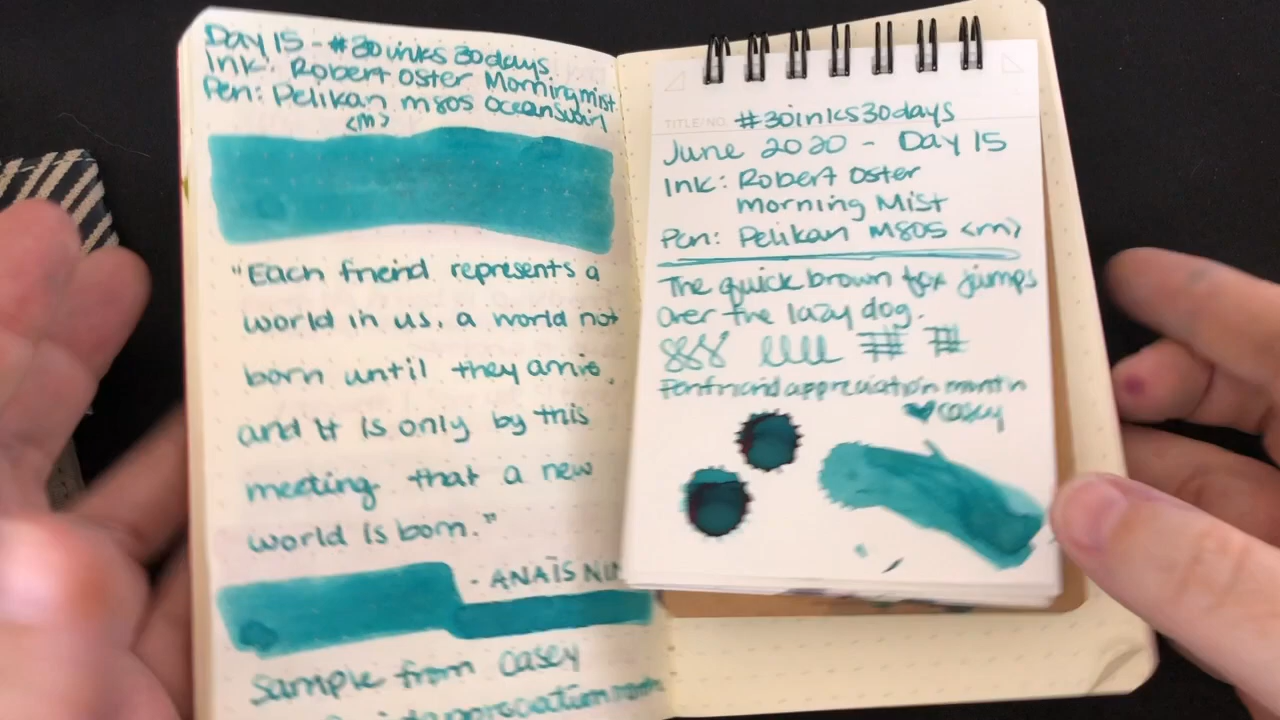 Day 15 - #30inks30days
Ink: Robert Oster Morning mist
Pen: Pelikan m805 Ocean Swirl
<m>
"Each friend represents a
world in us, a world not
born until they arrive,
and it is only by this
meeting that a new
world is born."
- ANAÏS NIN
Sample from Casey
TITLE/NO.
#30inks30days
June 2020 - Day 15
Ink: Robert Oster
morning Mist
Pen: Pelikan M805 <m>
The quick brown fox jumps
over the lazy dog.
888 llll # #
Penfriend appreciation month
♥ Casey